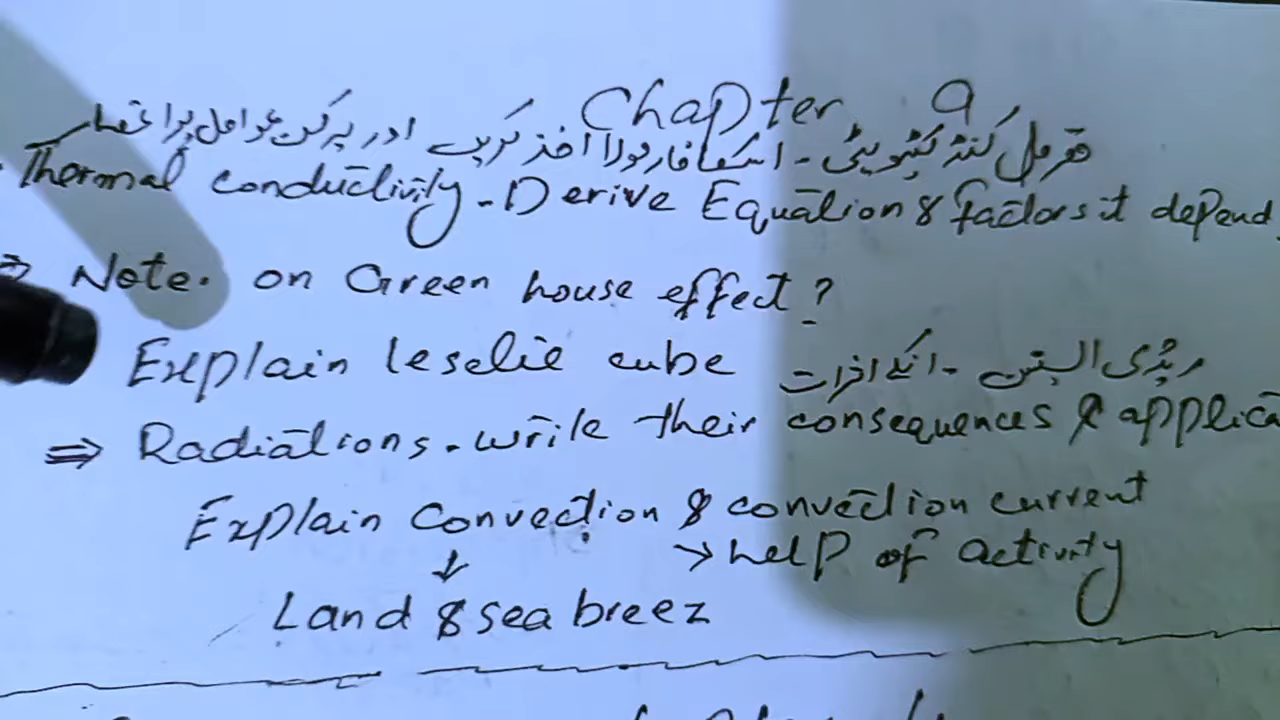 Chapter 9
تھرمل کنڈکٹیویٹی - اسکا فارمولا اخذ کریں اور یہ کن عوامل پر انحصار
Thermal conductivity - Derive Equation & factors it depend
⇒ Note. on Green house effect?
Explain leselie cube
ریڈی ایشن - انکے اثرات
⇒ Radiations. write their consequences & applica
Explain Convection & convection current
↓ → help of activity
Land & sea breez